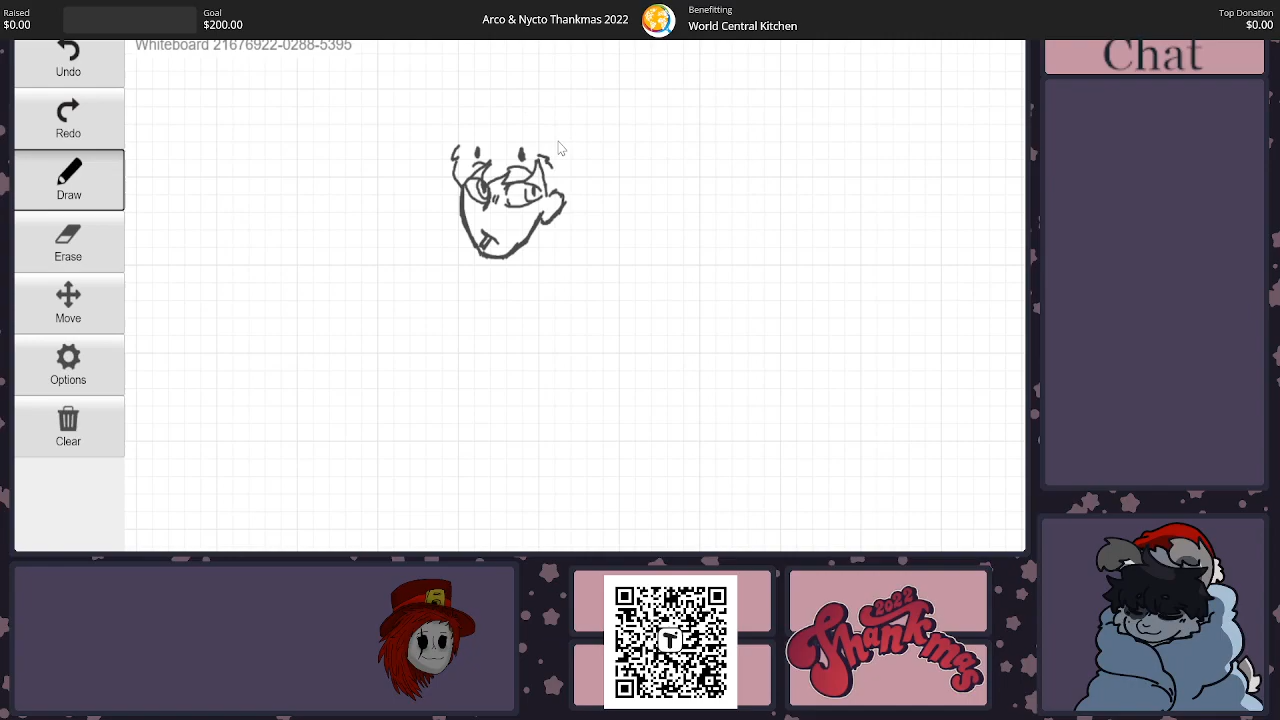 Raised
$0.00
Goal
$200.00
Arco & Nycto Thankmas 2022
Benefitting
World Central Kitchen
Top Donation
$0.00
Whiteboard 21676922-0288-5395
Undo
Redo
Draw
Erase
Move
Options
Clear
Chat
T
2022
Thankmas